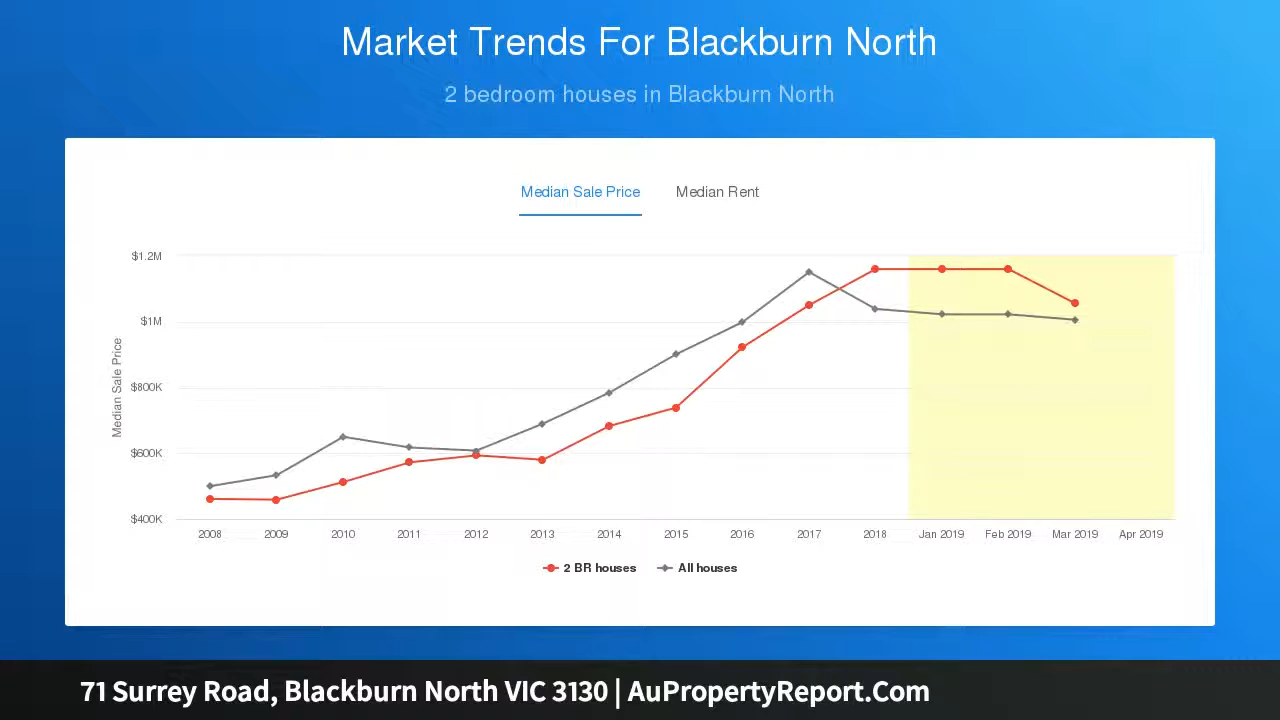 Market Trends For Blackburn North
2 bedroom houses in Blackburn North
Median Sale Price Median Rent
Median Sale Price
$1.2M
$1M
$800K
$600K
$400K
2008 2009 2010 2011 2012 2013 2014 2015 2016 2017 2018 Jan 2019 Feb 2019 Mar 2019 Apr 2019
2 BR houses All houses
71 Surrey Road, Blackburn North VIC 3130 | AuPropertyReport.Com